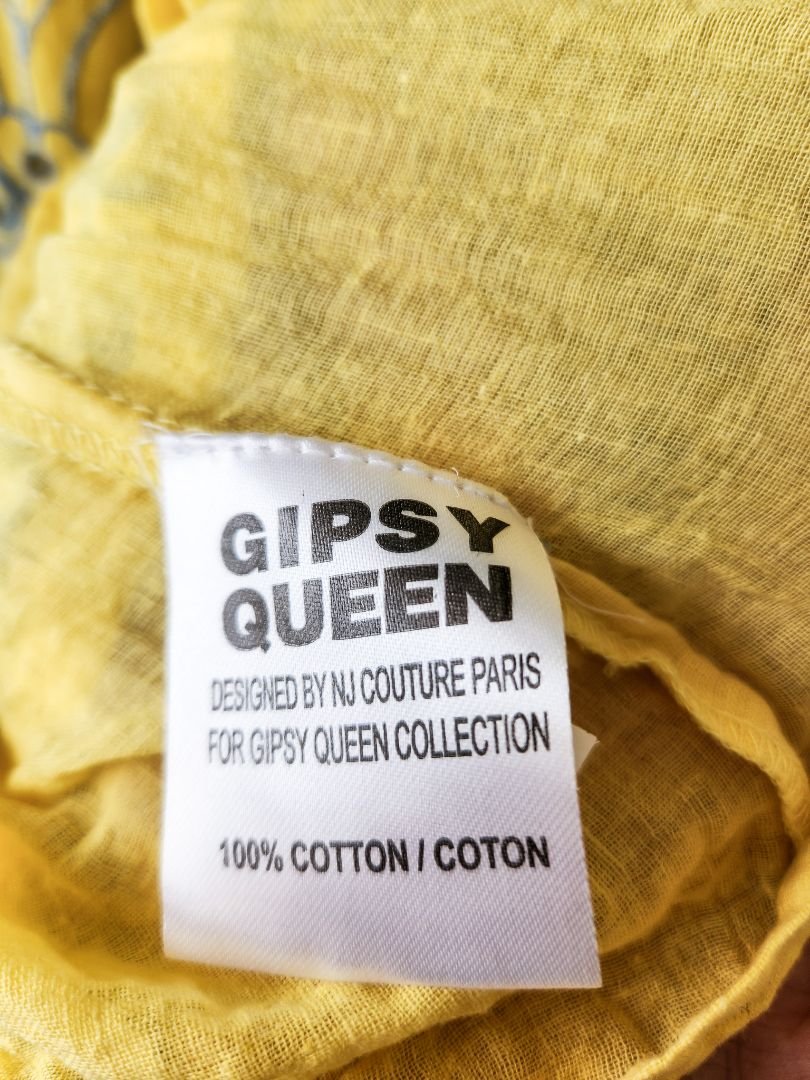 GIPSY
QUEEN
DESIGNED BY NJ COUTURE PARIS
FOR GIPSY QUEEN COLLECTION
100% COTTON / COTON